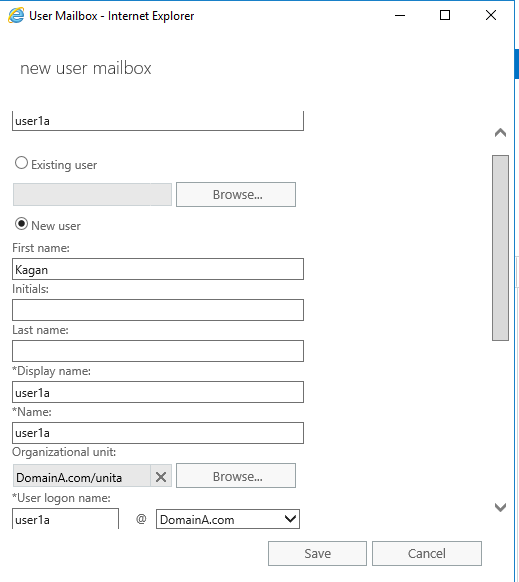 User Mailbox - Internet Explorer
new user mailbox
user1a
Existing user
Browse...
New user
First name:
Kagan
Initials:
Last name:
*Display name:
user1a
*Name:
user1a
Organizational unit:
DomainA.com/unita Browse...
*User logon name:
user1a @ DomainA.com
Save Cancel